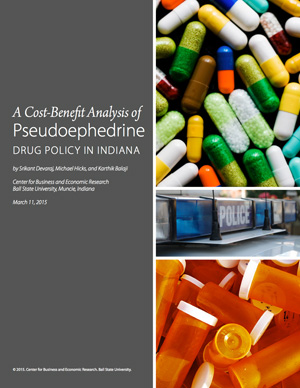 A Cost-Benefit Analysis of
Pseudoephedrine
DRUG POLICY IN INDIANA
by Srikant Devaraj, Michael Hicks, and Karthik Balaji
Center for Business and Economic Research
Ball State University, Muncie, Indiana
March 11, 2015
POLICE
© 2015. Center for Business and Economic Research. Ball State University.